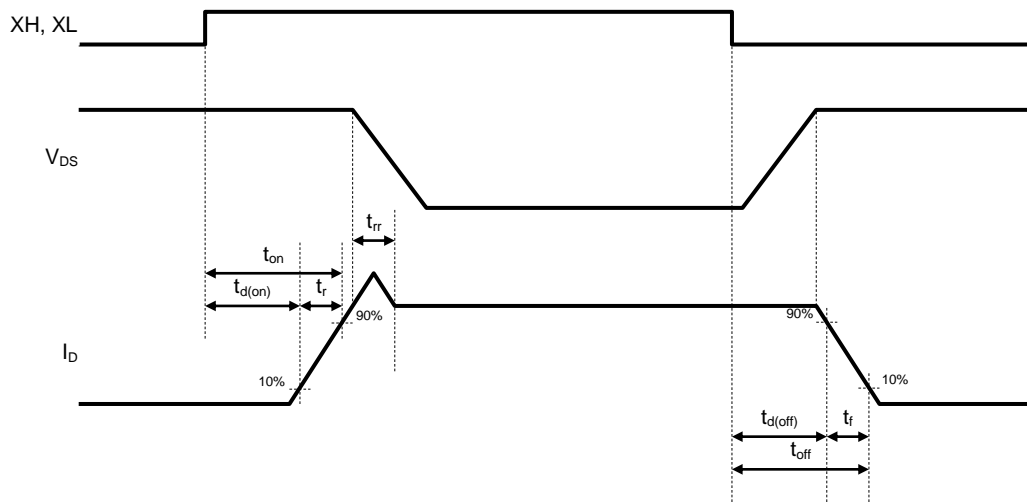 XH, XL
VDS
trr
ton
td(on)
tr
90%
90%
ID
10%
10%
td(off)
tf
toff